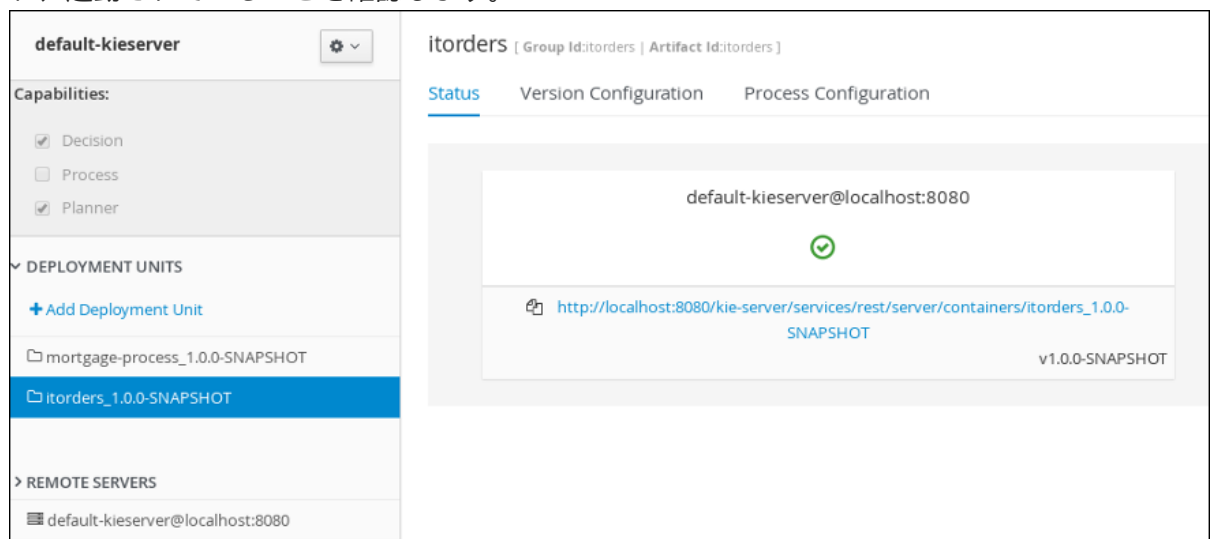 default-kieserver
Capabilities:
Decision
Process
Planner
DEPLOYMENT UNITS
Add Deployment Unit
mortgage-process_1.0.0-SNAPSHOT
itorders_1.0.0-SNAPSHOT
REMOTE SERVERS
default-kieserver@localhost:8080
itorders [ Group Id:itorders | Artifact Id:itorders ]
Status Version Configuration Process Configuration
default-kieserver@localhost:8080
http://localhost:8080/kie-server/services/rest/server/containers/itorders_1.0.0-
SNAPSHOT
v1.0.0-SNAPSHOT